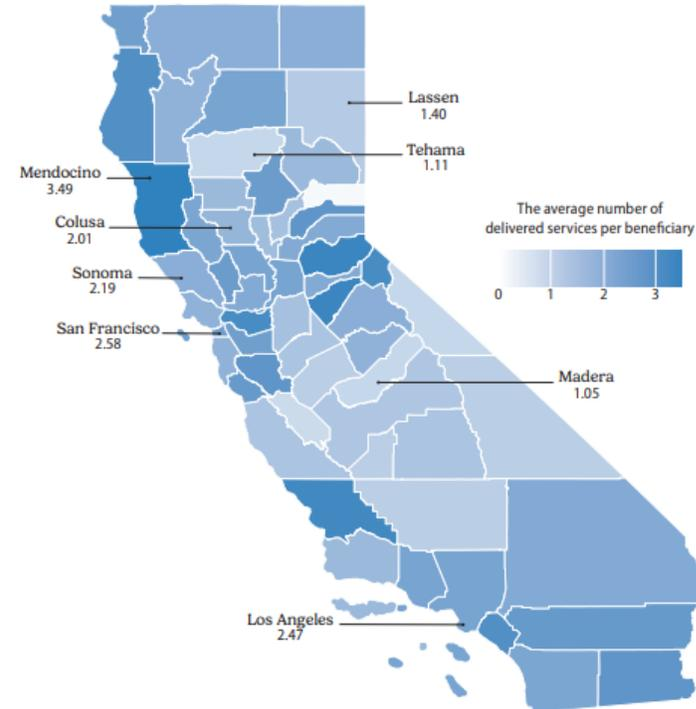 Lassen
1.40
Tehama
1.11
Mendocino
3.49
Colusa
2.01
The average number of
delivered services per beneficiary
0 1 2 3
Sonoma
2.19
San Francisco
2.58
Madera
1.05
Los Angeles
2.47